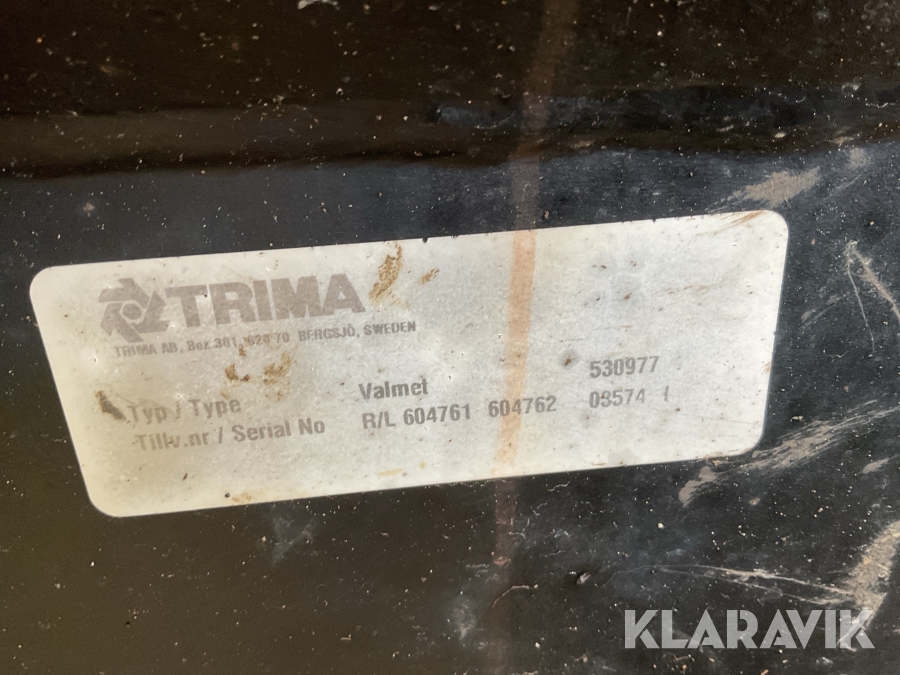 TRIMA
TRIMA AB, Box 301, 820 70 BERGSJÖ, SWEDEN
Typ / Type Valmet 530977
Tillv.nr / Serial No R/L 604761 604762 03574
KLARAVIK